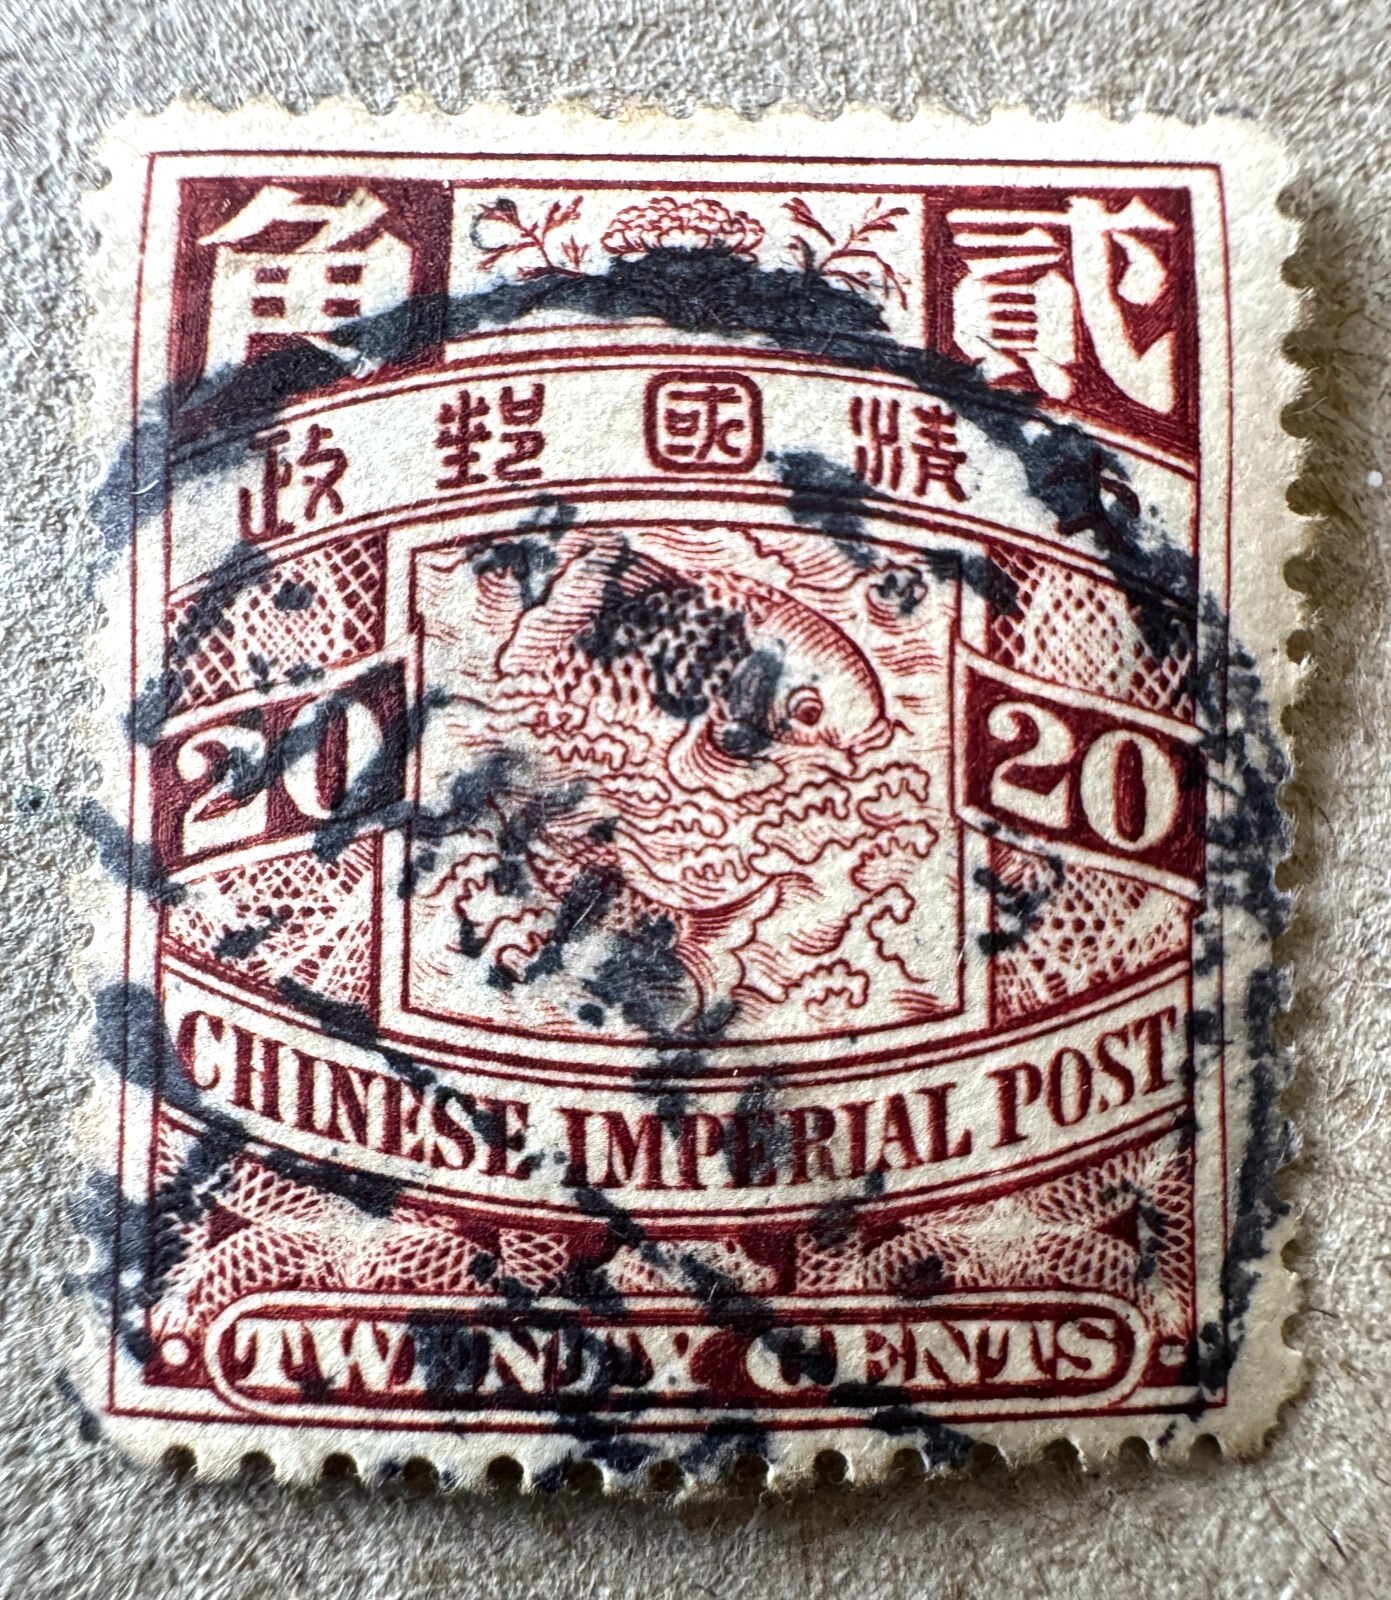 貳角
大清國郵政
20 20
CHINESE IMPERIAL POST
TWENTY CENTS